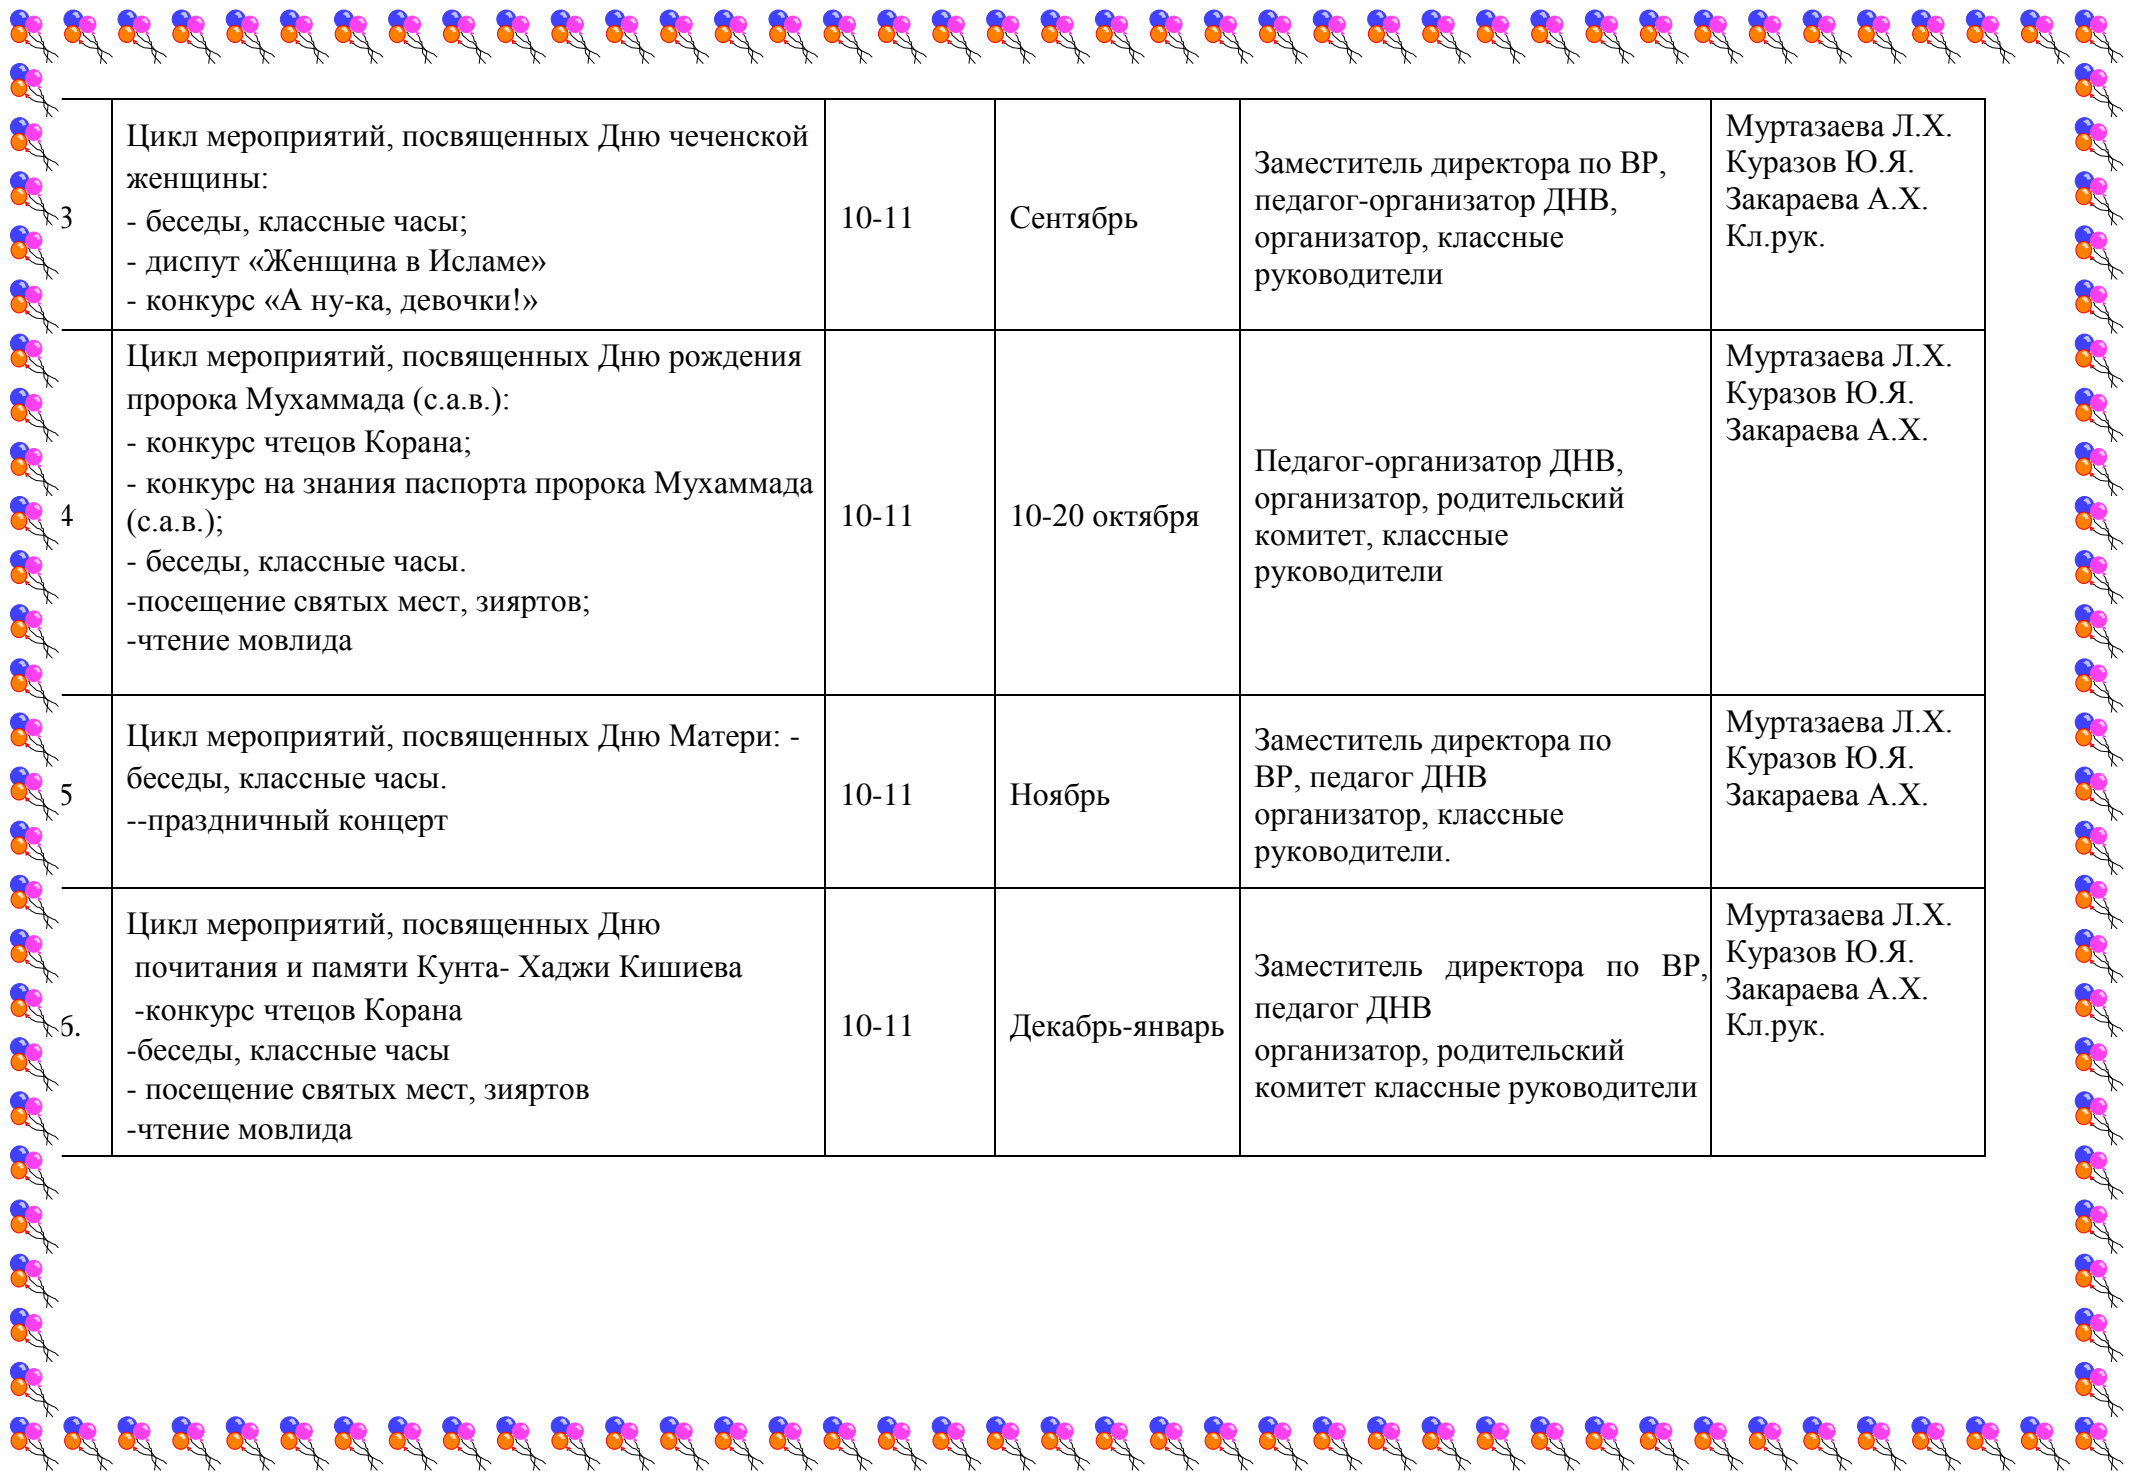 3
Цикл мероприятий, посвященных Дню чеченской
женщины:
- беседы, классные часы;
- диспут «Женщина в Исламе»
- конкурс «А ну-ка, девочки!»
10-11
Сентябрь
Заместитель директора по ВР,
педагог-организатор ДНВ,
организатор, классные
руководители
Муртазаева Л.Х.
Куразов Ю.Я.
Закараева А.Х.
Кл.рук.
4
Цикл мероприятий, посвященных Дню рождения
пророка Мухаммада (с.а.в.):
- конкурс чтецов Корана;
- конкурс на знания паспорта пророка Мухаммада
(с.а.в.);
- беседы, классные часы.
-посещение святых мест, зияртов;
-чтение мовлида
10-11
10-20 октября
Педагог-организатор ДНВ,
организатор, родительский
комитет, классные
руководители
Муртазаева Л.Х.
Куразов Ю.Я.
Закараева А.Х.
5
Цикл мероприятий, посвященных Дню Матери: -
беседы, классные часы.
--праздничный концерт
10-11
Ноябрь
Заместитель директора по
ВР, педагог ДНВ
организатор, классные
руководители.
Муртазаева Л.Х.
Куразов Ю.Я.
Закараева А.Х.
6.
Цикл мероприятий, посвященных Дню
почитания и памяти Кунта- Хаджи Кишиева
-конкурс чтецов Корана
-беседы, классные часы
- посещение святых мест, зияртов
-чтение мовлида
10-11
Декабрь-январь
Заместитель директора по ВР,
педагог ДНВ
организатор, родительский
комитет классные руководители
Муртазаева Л.Х.
Куразов Ю.Я.
Закараева А.Х.
Кл.рук.